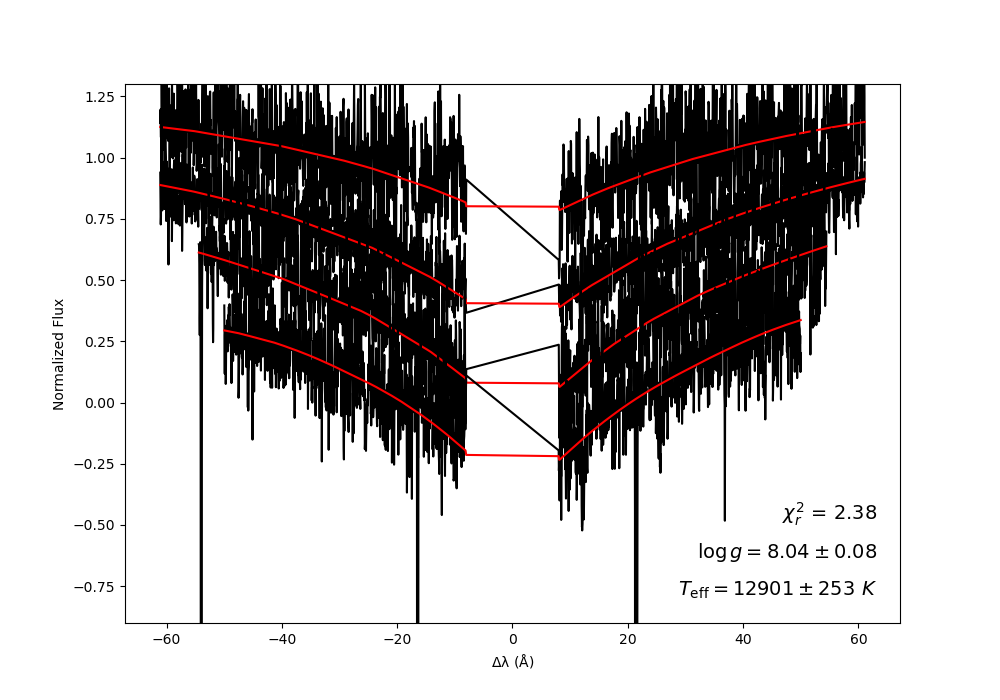 1.25
1.00
0.75
0.50
0.25
0.00
−0.25
−0.50
−0.75
Normalized Flux
χ²ᵣ = 2.38
log g = 8.04 ± 0.08
T_eff = 12901 ± 253 K
−60 −40 −20 0 20 40 60
Δλ (Å)